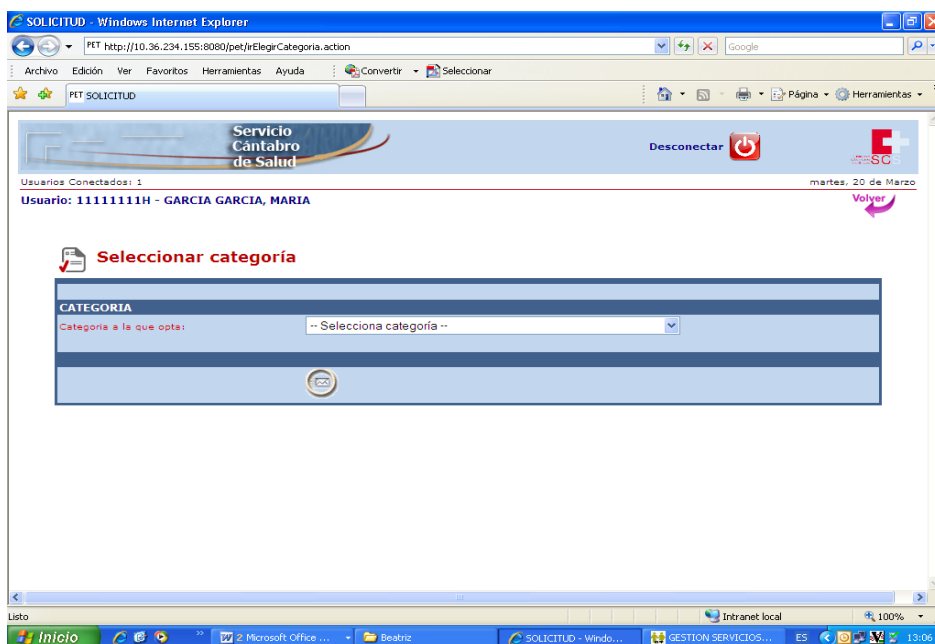 SOLICITUD - Windows Internet Explorer
PET http://10.36.234.155:8080/pet/irElegirCategoria.action
Google
Archivo Edición Ver Favoritos Herramientas Ayuda Convertir Seleccionar
PET SOLICITUD Página Herramientas
Servicio
Cántabro
de Salud
Desconectar
SCS
Usuarios Conectados: 1 martes, 20 de Marzo
Usuario: 11111111H - GARCIA GARCIA, MARIA Volver
Seleccionar categoría
CATEGORIA
Categoria a la que opta: -- Selecciona categoría --
Listo Intranet local 100%
Inicio 2 Microsoft Office ... Beatriz SOLICITUD - Windo... GESTION SERVICIOS... ES 13:06